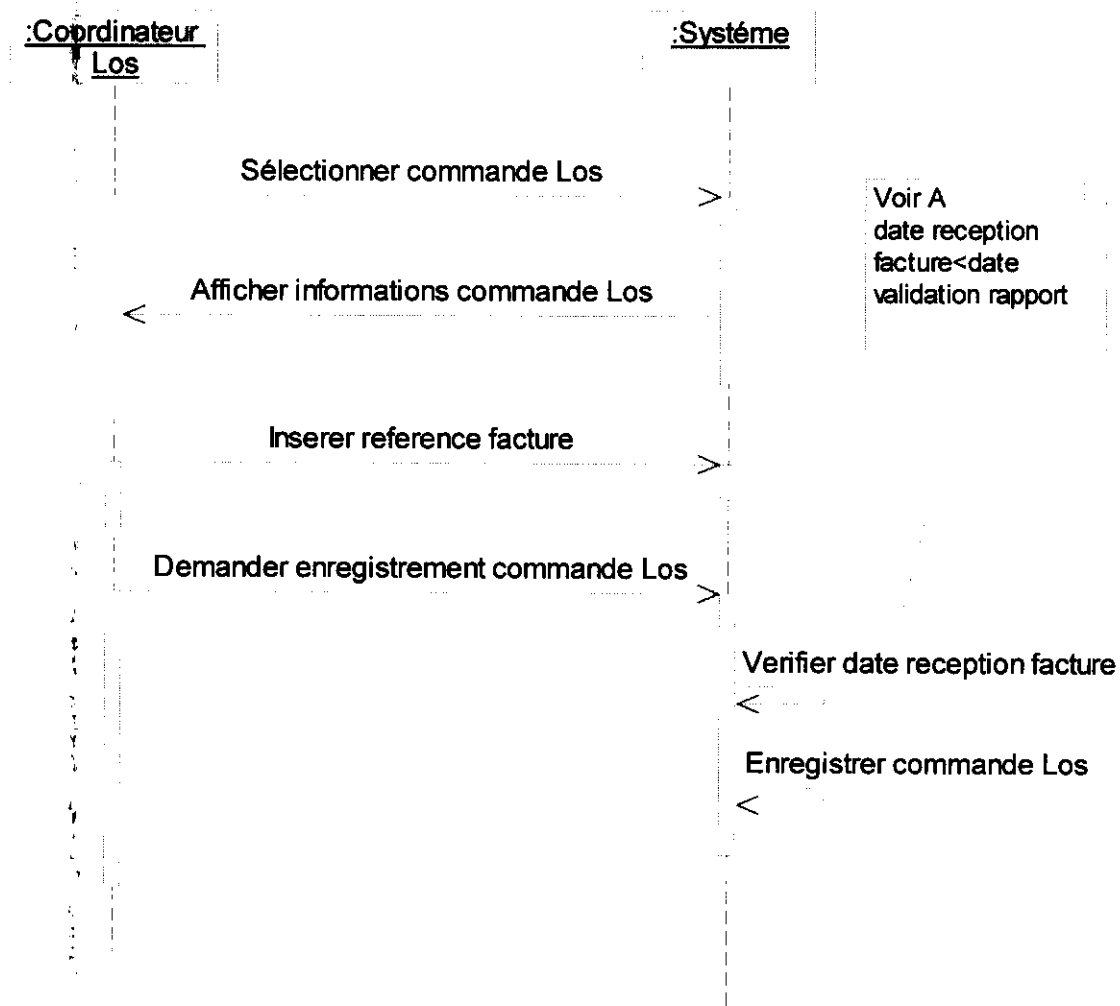 :Coordinateur
Los
:Systéme
Sélectionner commande Los
Voir A
date reception
facture<date
validation rapport
Afficher informations commande Los
Inserer reference facture
Demander enregistrement commande Los
Verifier date reception facture
Enregistrer commande Los